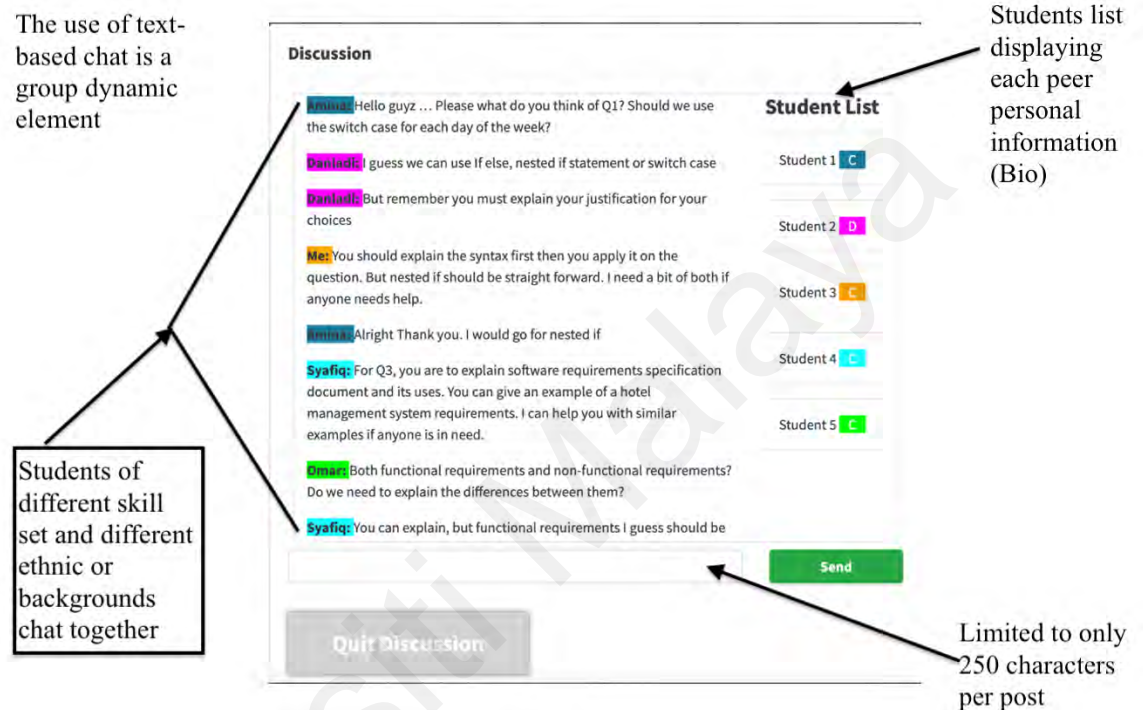 The use of text-
based chat is a
group dynamic
element
Students list
displaying
each peer
personal
information
(Bio)
Discussion
Amina: Hello guyz ... Please what do you think of Q1? Should we use
the switch case for each day of the week?
Danladi: I guess we can use If else, nested if statement or switch case
Danladi: But remember you must explain your justification for your
choices
Me: You should explain the syntax first then you apply it on the
question. But nested if should be straight forward. I need a bit of both if
anyone needs help.
Amina: Alright Thank you. I would go for nested if
Syafiq: For Q3, you are to explain software requirements specification
document and its uses. You can give an example of a hotel
management system requirements. I can help you with similar
examples if anyone is in need.
Omar: Both functional requirements and non-functional requirements?
Do we need to explain the differences between them?
Syafiq: You can explain, but functional requirements I guess should be
Student List
Student 1 C
Student 2 D
Student 3 C
Student 4 C
Student 5 C
Send
Quit Discussion
Students of
different skill
set and different
ethnic or
backgrounds
chat together
Limited to only
250 characters
per post
siti Malaya